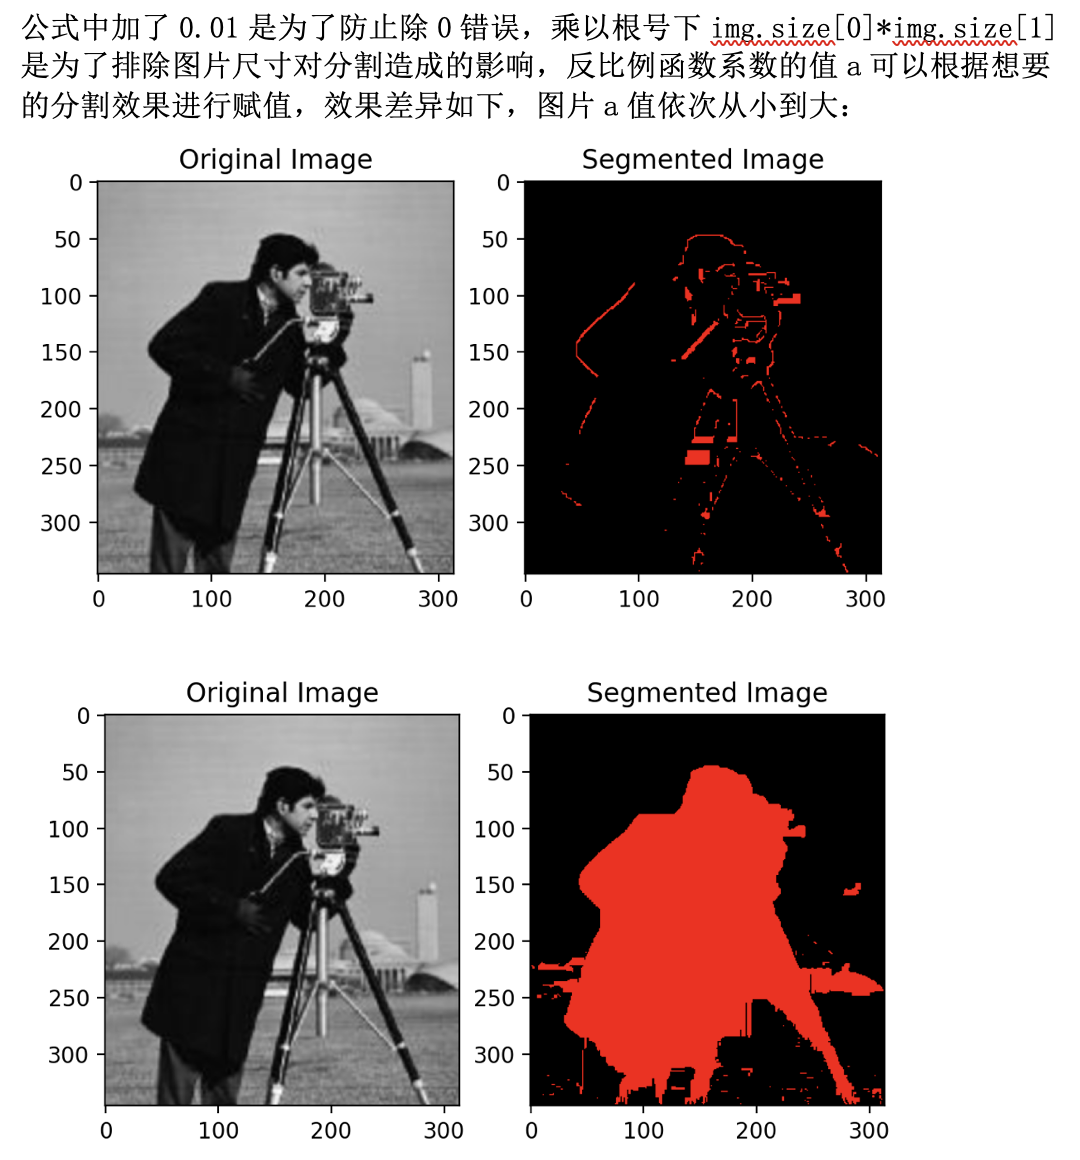 公式中加了 0.01 是为了防止除 0 错误，乘以根号下 img.size[0]*img.size[1]
是为了排除图片尺寸对分割造成的影响，反比例函数系数的值 a 可以根据想要
的分割效果进行赋值，效果差异如下，图片 a 值依次从小到大：
Original Image
0
50
100
150
200
250
300
0 100 200 300
Segmented Image
0
50
100
150
200
250
300
0 100 200 300
Original Image
0
50
100
150
200
250
300
0 100 200 300
Segmented Image
0
50
100
150
200
250
300
0 100 200 300